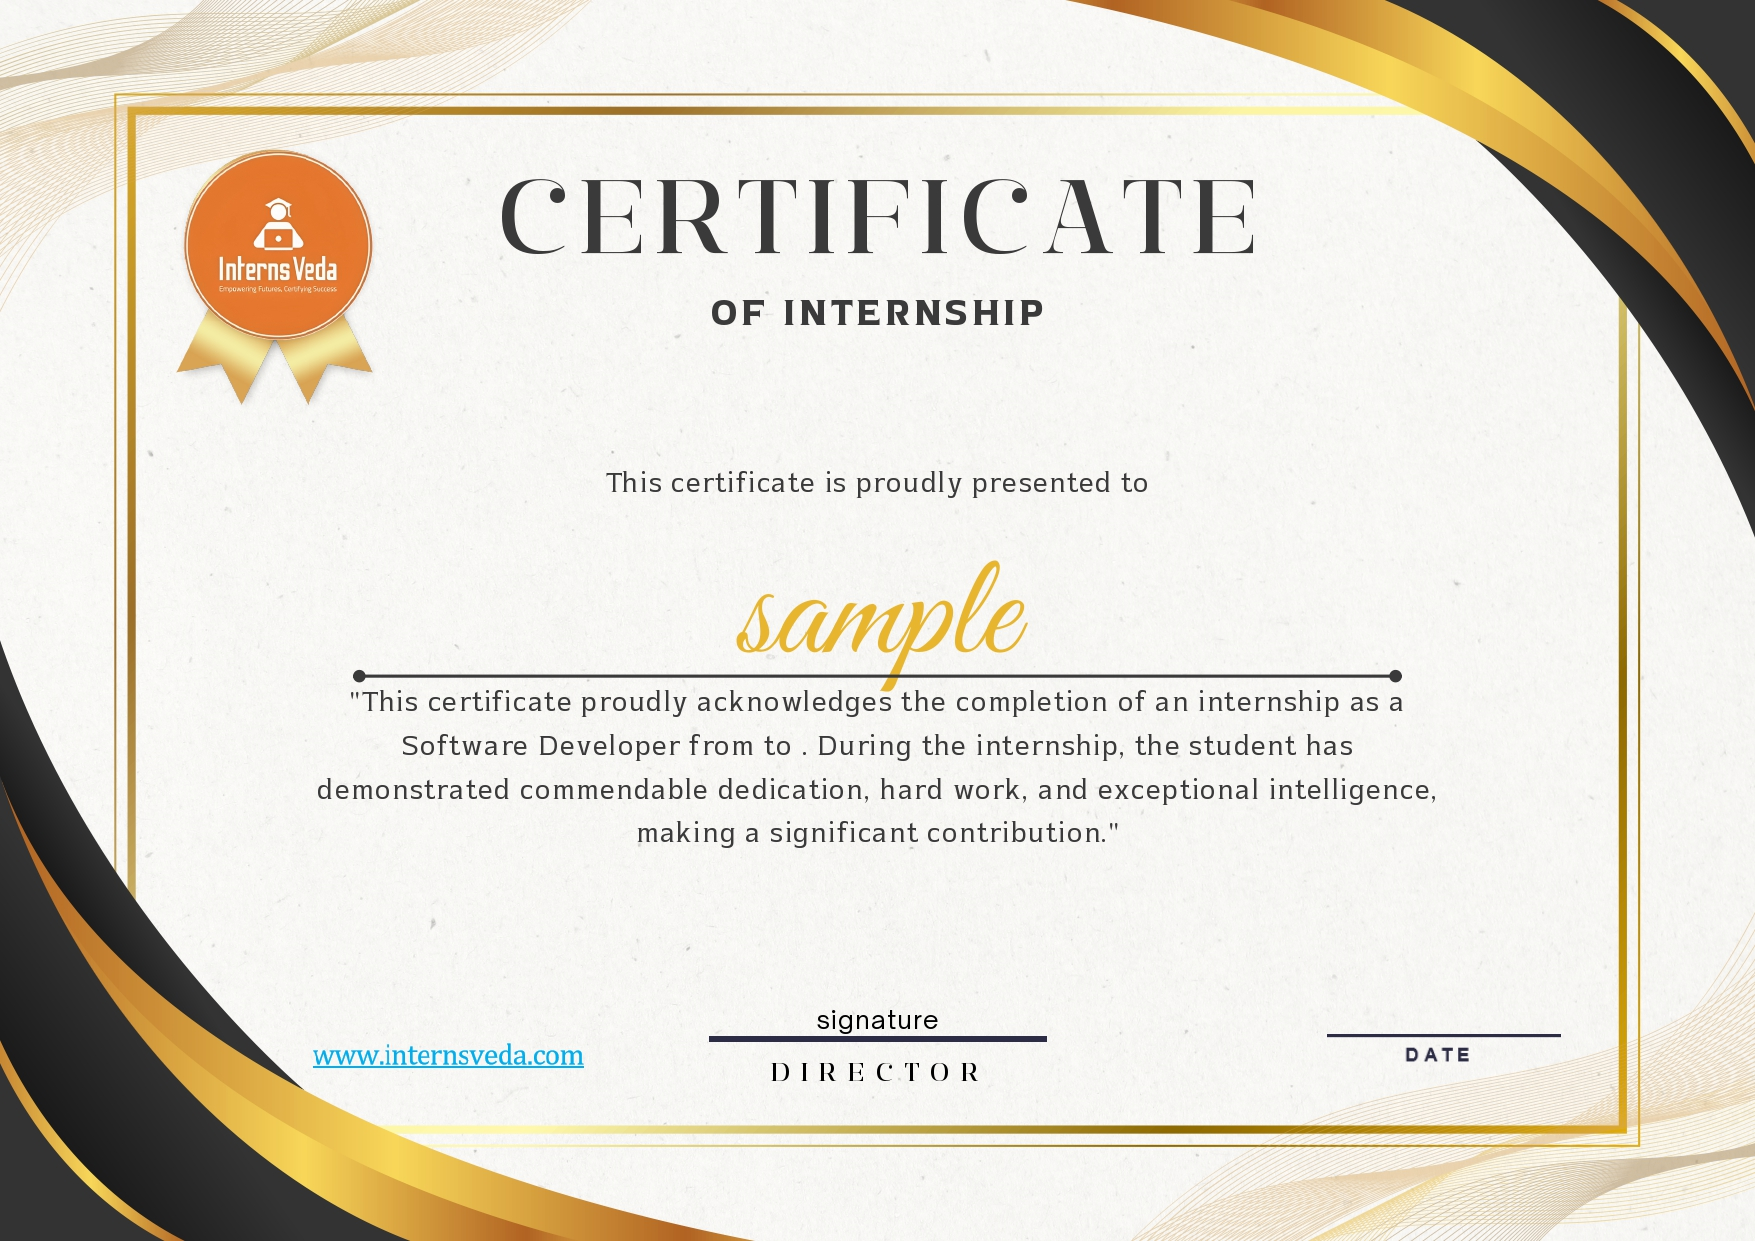 InternsVeda
Empowering Futures, Certifying Success
CERTIFICATE
OF INTERNSHIP
This certificate is proudly presented to
sample
"This certificate proudly acknowledges the completion of an internship as a
Software Developer from to . During the internship, the student has
demonstrated commendable dedication, hard work, and exceptional intelligence,
making a significant contribution."
signature
DIRECTOR
www.internsveda.com
DATE